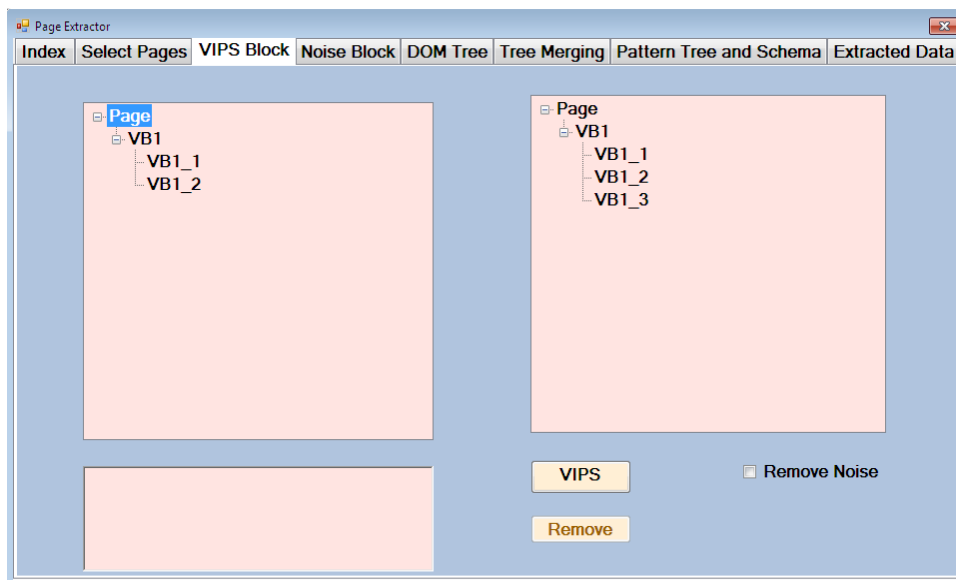 Page Extractor
Index Select Pages VIPS Block Noise Block DOM Tree Tree Merging Pattern Tree and Schema Extracted Data
Page
VB1
VB1_1
VB1_2
Page
VB1
VB1_1
VB1_2
VB1_3
VIPS
Remove Noise
Remove